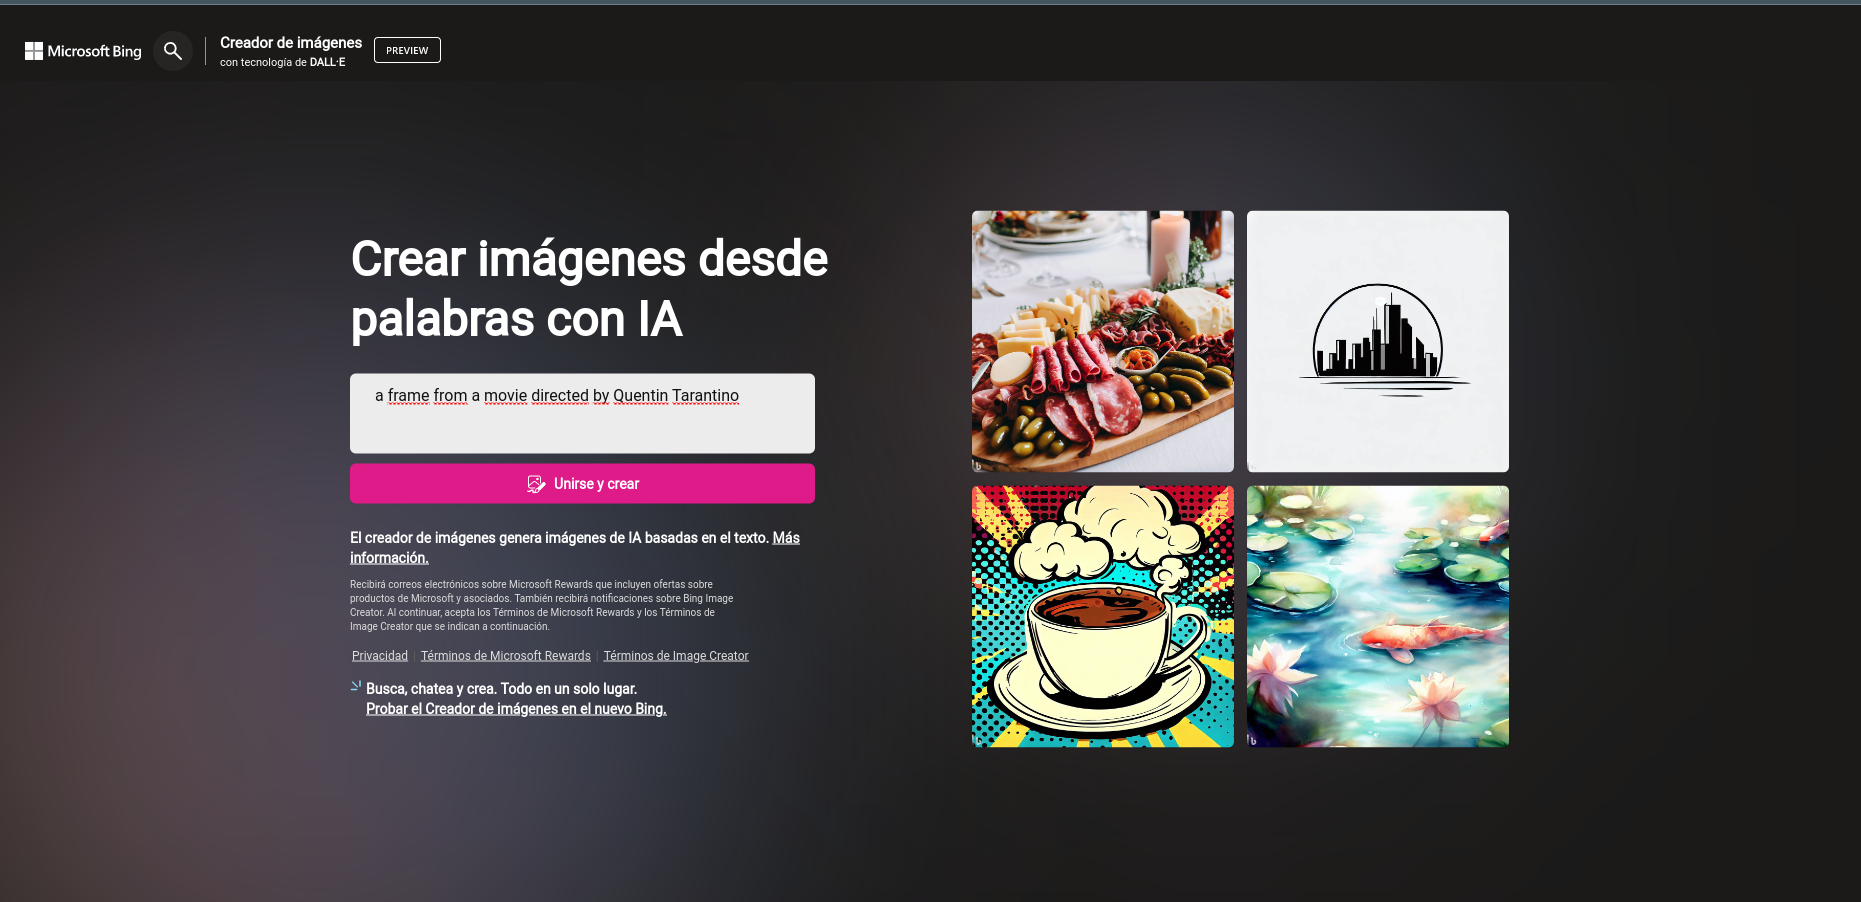 Microsoft Bing
Creador de imágenes
con tecnología de DALL·E
PREVIEW
Crear imágenes desde
palabras con IA
a frame from a movie directed by Quentin Tarantino
Unirse y crear
El creador de imágenes genera imágenes de IA basadas en el texto. Más
información.
Recibirá correos electrónicos sobre Microsoft Rewards que incluyen ofertas sobre
productos de Microsoft y asociados. También recibirá notificaciones sobre Bing Image
Creator. Al continuar, acepta los Términos de Microsoft Rewards y los Términos de
Image Creator que se indican a continuación.
Privacidad | Términos de Microsoft Rewards | Términos de Image Creator
Busca, chatea y crea. Todo en un solo lugar.
Probar el Creador de imágenes en el nuevo Bing.